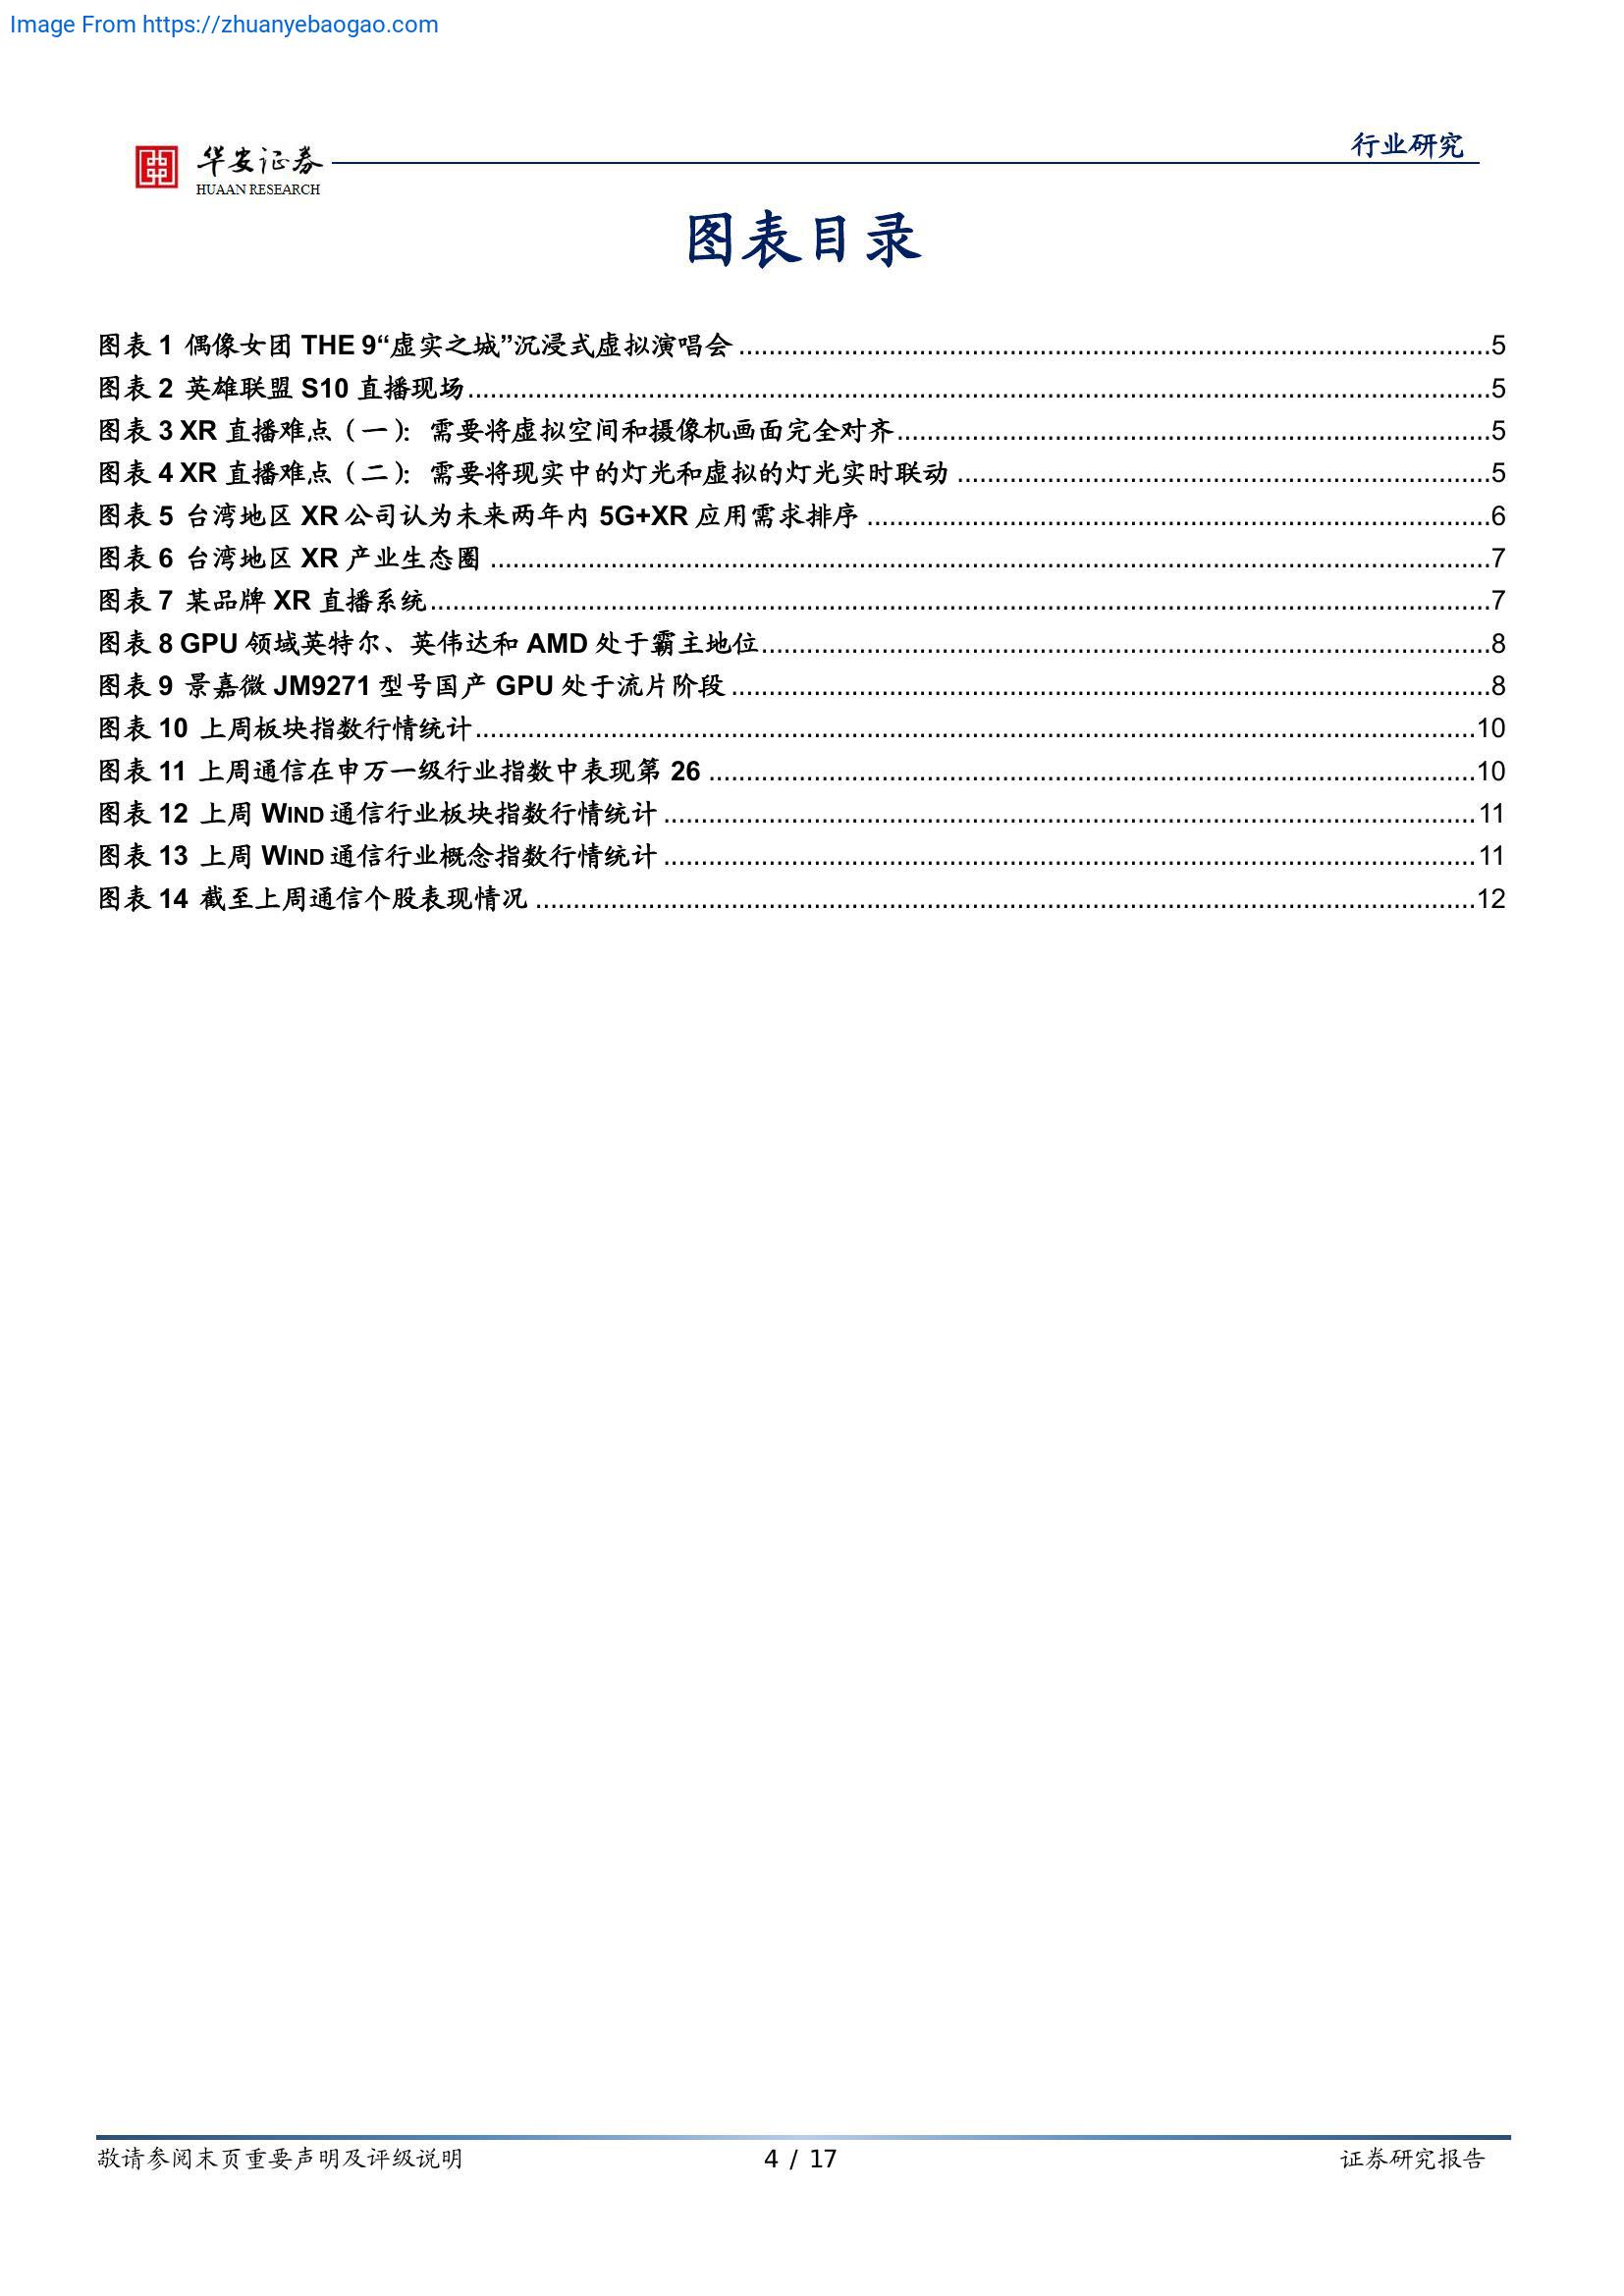 Image From https://zhuanyebaogao.com
华安证券
HUAAN RESEARCH
行业研究
图表目录
图表 1 偶像女团 THE 9“虚实之城”沉浸式虚拟演唱会....................5
图表 2 英雄联盟 S10 直播现场....................5
图表 3 XR 直播难点（一）：需要将虚拟空间和摄像机画面完全对齐....................5
图表 4 XR 直播难点（二）：需要将现实中的灯光和虚拟的灯光实时联动....................5
图表 5 台湾地区 XR 公司认为未来两年内 5G+XR 应用需求排序....................6
图表 6 台湾地区 XR 产业生态圈....................7
图表 7 某品牌 XR 直播系统....................7
图表 8 GPU 领域英特尔、英伟达和 AMD 处于霸主地位....................8
图表 9 景嘉微 JM9271 型号国产 GPU 处于流片阶段....................8
图表 10 上周板块指数行情统计....................10
图表 11 上周通信在申万一级行业指数中表现第 26....................10
图表 12 上周 WIND 通信行业板块指数行情统计....................11
图表 13 上周 WIND 通信行业概念指数行情统计....................11
图表 14 截至上周通信个股表现情况....................12
敬请参阅末页重要声明及评级说明
4 / 17
证券研究报告